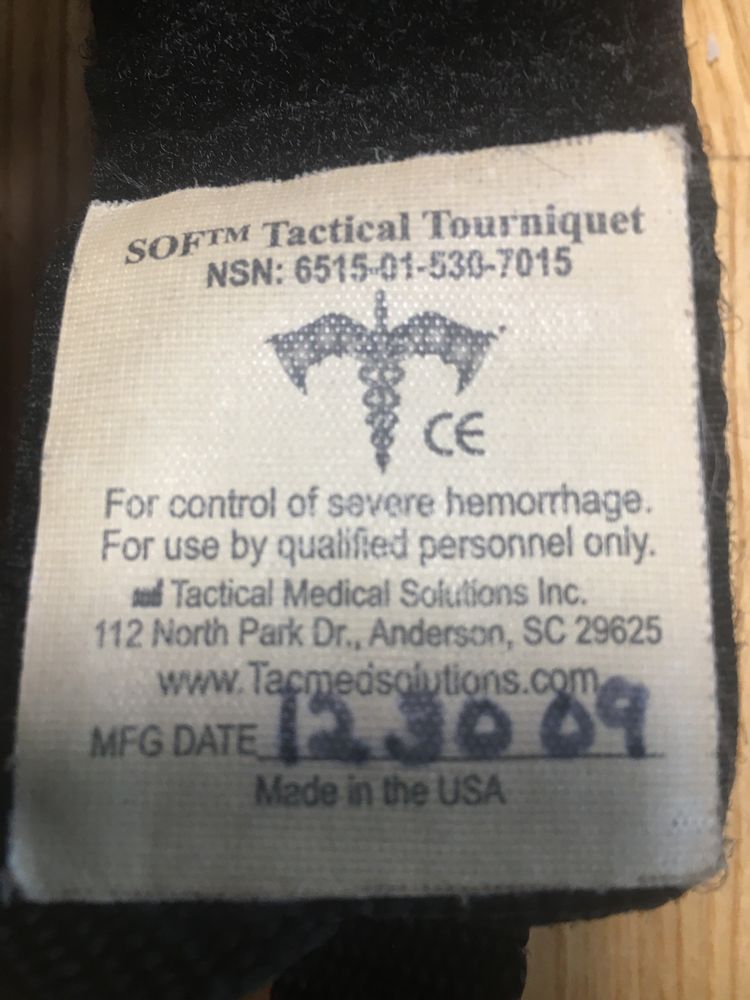 SOF™ Tactical Tourniquet
NSN: 6515-01-530-7015
CE
For control of severe hemorrhage.
For use by qualified personnel only.
Tactical Medical Solutions Inc.
112 North Park Dr., Anderson, SC 29625
www.Tacmedsolutions.com
MFG DATE 12 30 09
Made in the USA